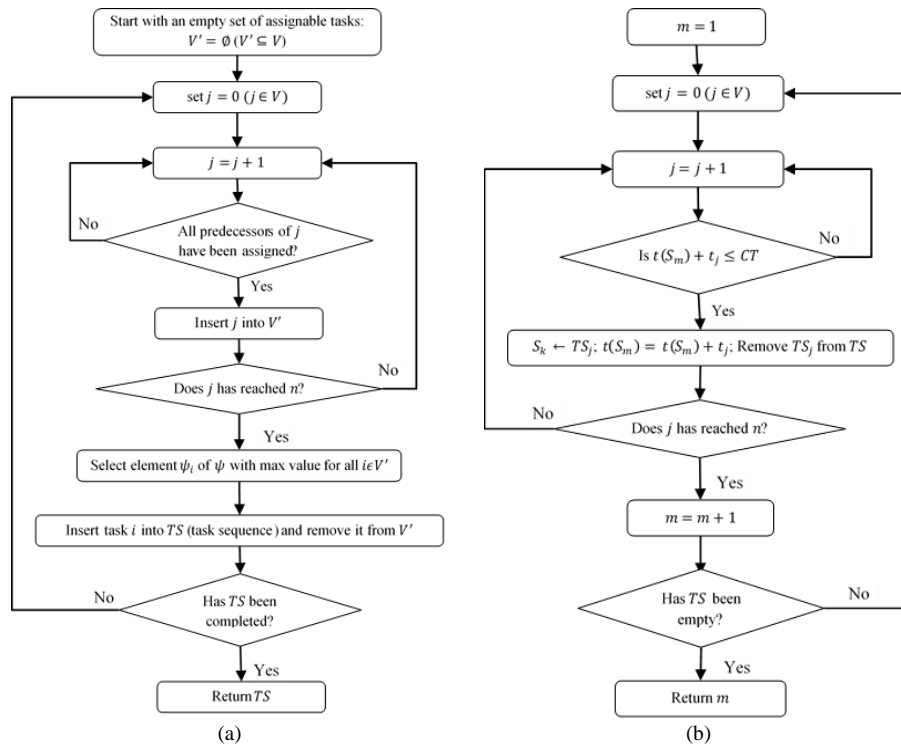 Start with an empty set of assignable tasks:
V′ = ∅ (V′ ⊆ V)
set j = 0 (j ∈ V)
j = j + 1
No
All predecessors of j
have been assigned?
Yes
Insert j into V′
No
Does j has reached n?
Yes
Select element ψᵢ of ψ with max value for all iϵV′
Insert task i into TS (task sequence) and remove it from V′
No
Has TS been
completed?
Yes
Return TS
(a)
m = 1
set j = 0 (j ∈ V)
j = j + 1
No
Is t(Sₘ) + tⱼ ≤ CT
Yes
Sₖ ← TSⱼ; t(Sₘ) = t(Sₘ) + tⱼ; Remove TSⱼ from TS
No
Does j has reached n?
Yes
m = m + 1
Has TS been
empty?
No
Yes
Return m
(b)